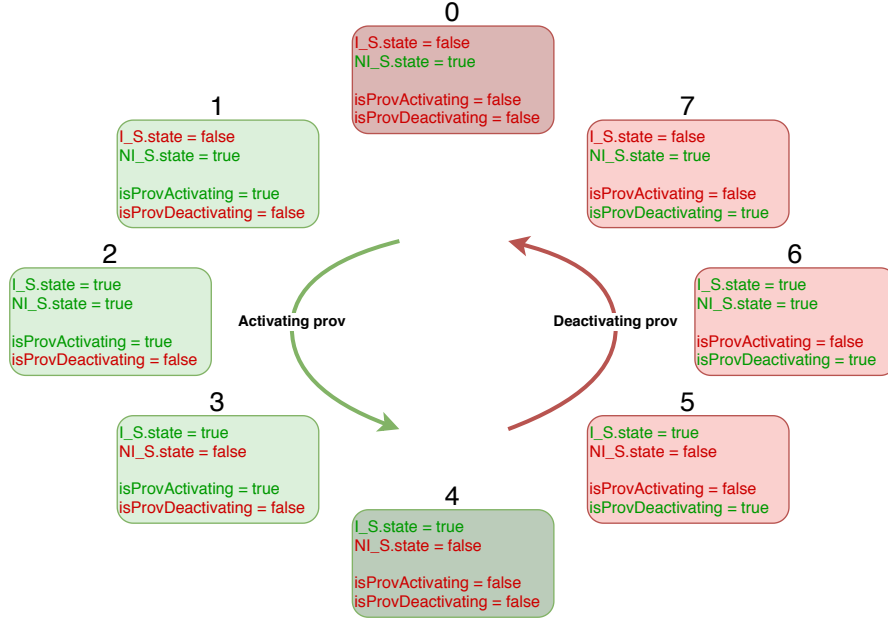 0
I_S.state = false
NI_S.state = true
isProvActivating = false
isProvDeactivating = false
1
I_S.state = false
NI_S.state = true
isProvActivating = true
isProvDeactivating = false
7
I_S.state = false
NI_S.state = true
isProvActivating = false
isProvDeactivating = true
2
I_S.state = true
NI_S.state = true
isProvActivating = true
isProvDeactivating = false
6
I_S.state = true
NI_S.state = true
isProvActivating = false
isProvDeactivating = true
Activating prov
Deactivating prov
3
I_S.state = true
NI_S.state = false
isProvActivating = true
isProvDeactivating = false
5
I_S.state = true
NI_S.state = false
isProvActivating = false
isProvDeactivating = true
4
I_S.state = true
NI_S.state = false
isProvActivating = false
isProvDeactivating = false